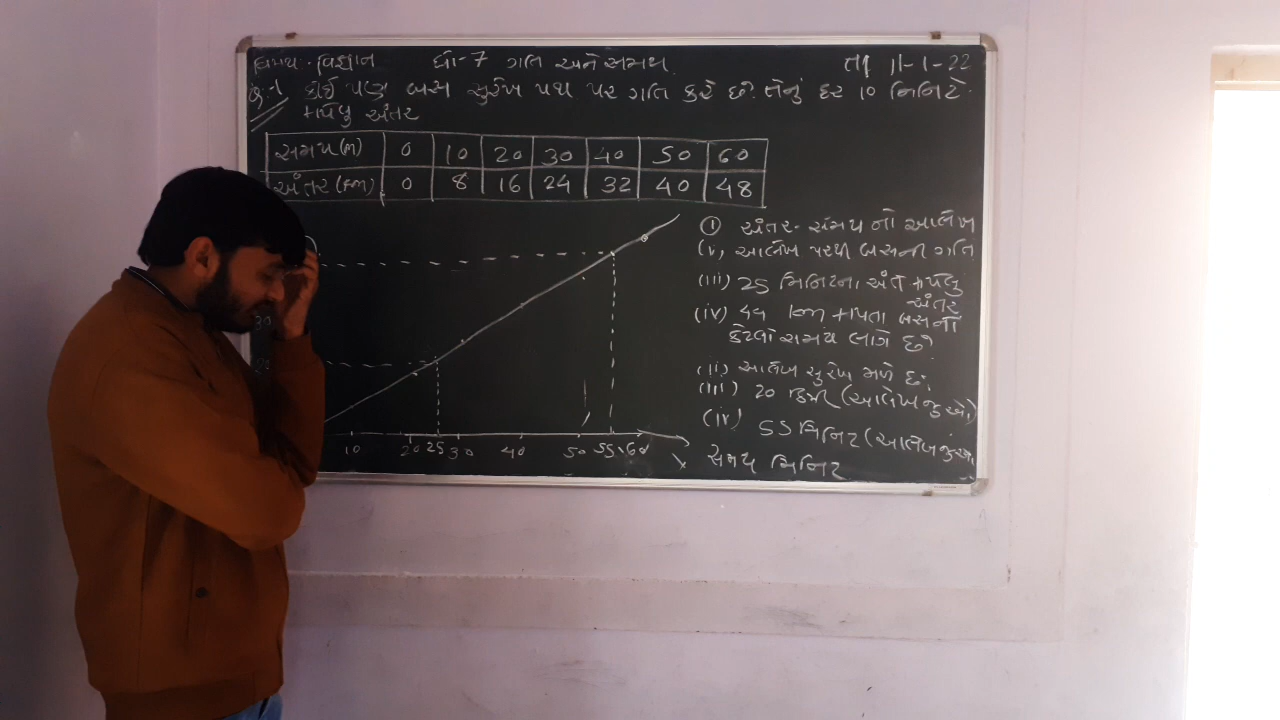 વિષય - વિજ્ઞાન ધો-7 ગતિ અને સમય તા 11-1-22
પ્ર-1 કોઈ પણ બસ સુરેખ પથ પર ગતિ કરે છે. તેનું દર 10 મિનિટે
કાપેલુ અંતર
સમય(m) 0 10 20 30 40 50 60
અંતર (km) 0 8 16 24 32 40 48
① અંતર - સમય નો આલેખ
આલેખ પરથી બસની ગતિ
(iii) 25 મિનિટના અંતે કાપેલુ
અંતર
(iv) 44 km કાપતા બસને
કેટલો સમય લાગે છે?
(ii) આલેખ સુરેખ મળે છે.
(iii) 20 કિમી (આલેખ જુઓ)
(iv) 55 મિનિટ (આલેખ
30
20
10 20 25 30 40 50 55 60
સમય મિનિટ